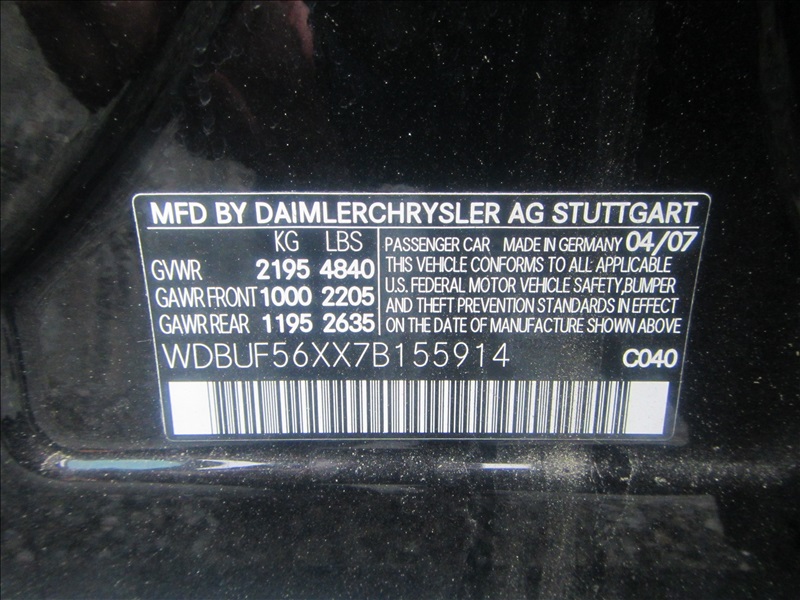 MFD BY DAIMLERCHRYSLER AG STUTTGART
KG LBS
GVWR 2195 4840
GAWR FRONT 1000 2205
GAWR REAR 1195 2635
PASSENGER CAR MADE IN GERMANY 04/07
THIS VEHICLE CONFORMS TO ALL APPLICABLE
U.S. FEDERAL MOTOR VEHICLE SAFETY,BUMPER
AND THEFT PREVENTION STANDARDS IN EFFECT
ON THE DATE OF MANUFACTURE SHOWN ABOVE
WDBUF56XX7B155914 C040